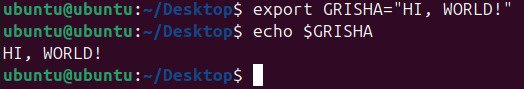 ubuntu@ubuntu:~/Desktop$ export GRISHA="HI, WORLD!"
ubuntu@ubuntu:~/Desktop$ echo $GRISHA
HI, WORLD!
ubuntu@ubuntu:~/Desktop$